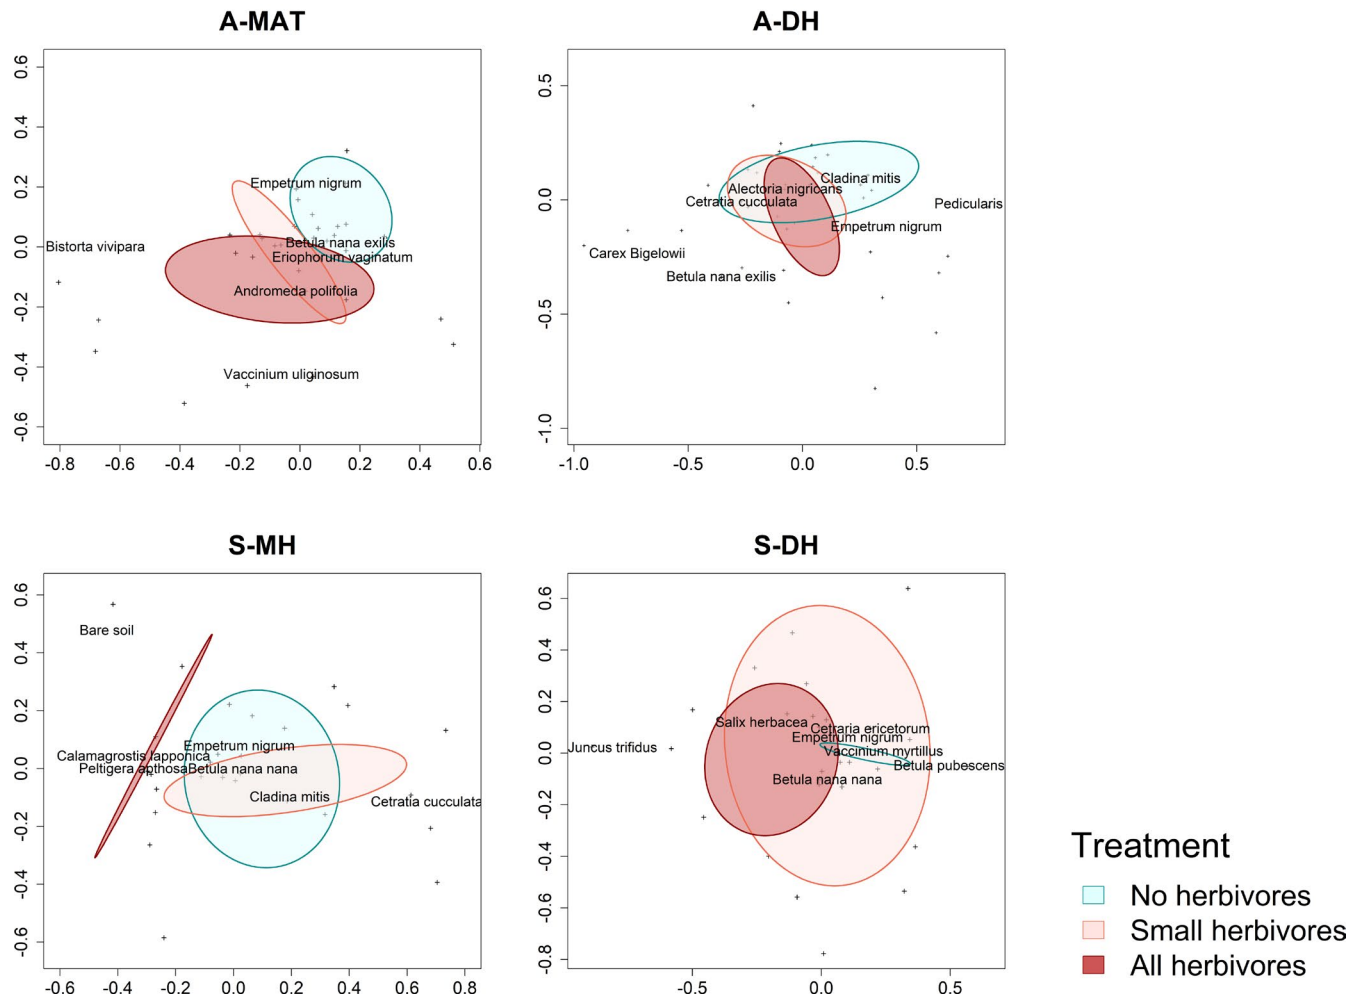 A-MAT
0.6
0.4
0.2
0.0
-0.2
-0.4
-0.6
Empetrum nigrum
Bistorta vivipara
Betula nana exilis
Eriophorum vaginatum
Andromeda polifolia
Vaccinium uliginosum
-0.8 -0.6 -0.4 -0.2 0.0 0.2 0.4 0.6
A-DH
0.5
0.0
-0.5
-1.0
Cladina mitis
Alectoria nigricans
Cetratia cucculata
Pedicularis
Empetrum nigrum
Carex Bigelowii
Betula nana exilis
-1.0 -0.5 0.0 0.5
S-MH
0.6
0.4
0.2
0.0
-0.2
-0.4
-0.6
Bare soil
Empetrum nigrum
Calamagrostis lapponica
Peltigera apthosa
Betula nana nana
Cladina mitis
Cetratia cucculata
-0.6 -0.4 -0.2 0.0 0.2 0.4 0.6 0.8
S-DH
0.6
0.4
0.2
0.0
-0.2
-0.4
-0.6
-0.8
Salix herbacea
Cetraria ericetorum
Empetrum nigrum
Juncus trifidus
Vaccinium myrtillus
Betula pubescens
Betula nana nana
-0.5 0.0 0.5
Treatment
No herbivores
Small herbivores
All herbivores